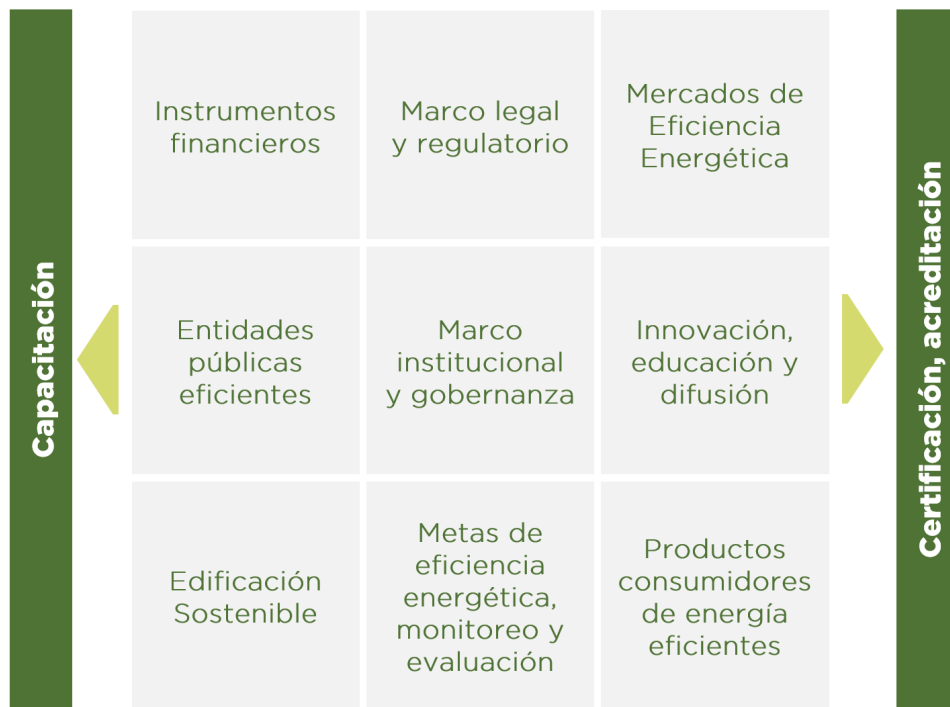 Capacitación
Instrumentos
financieros
Marco legal
y regulatorio
Mercados de
Eficiencia
Energética
Entidades
públicas
eficientes
Marco
institucional
y gobernanza
Innovación,
educación y
difusión
Edificación
Sostenible
Metas de
eficiencia
energética,
monitoreo y
evaluación
Productos
consumidores
de energía
eficientes
Certificación, acreditación